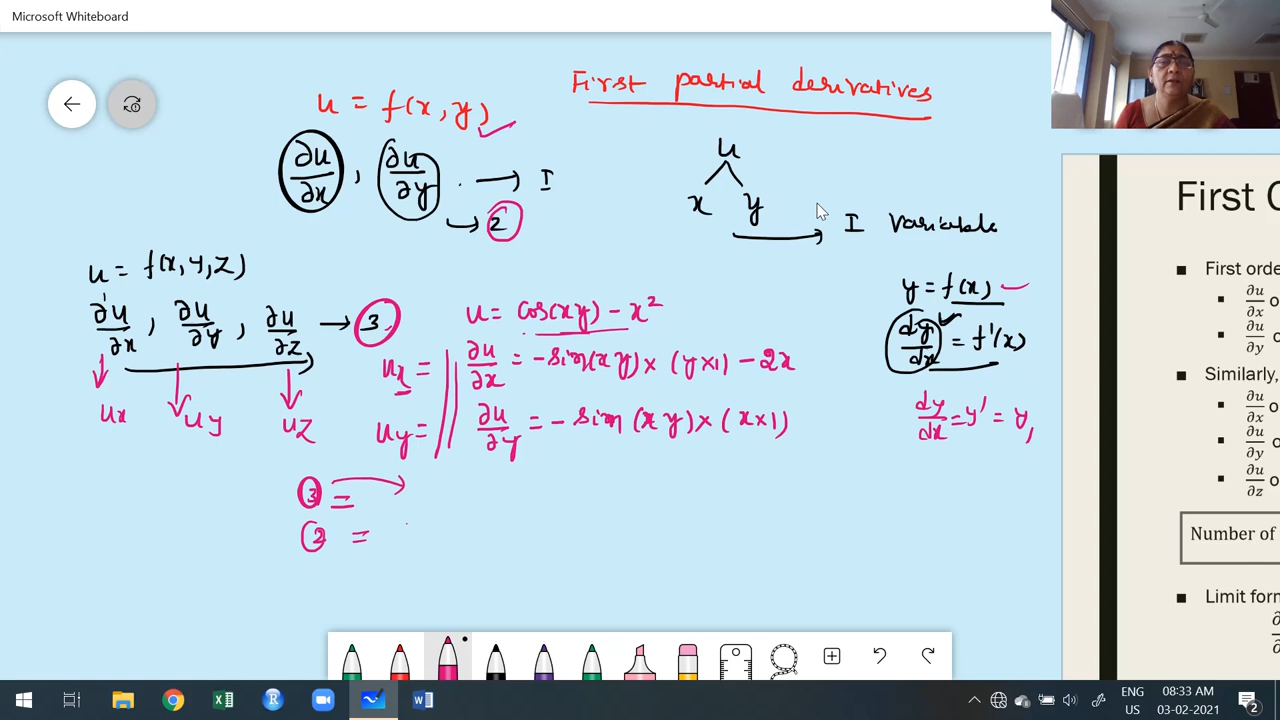 Microsoft Whiteboard
First partial derivatives
u = f(x, y)
∂u/∂x , ∂u/∂y . → I
→ 2
u
x y
→ I Variable
u = f(x, y, z)
∂u/∂x , ∂u/∂y , ∂u/∂z → 3
ux uy uz
u = cos(xy) - x²
ux = ∂u/∂x = -sin(xy) × (y×1) - 2x
uy = ∂u/∂y = -sin(xy) × (x×1)
3 =
2 =
y = f(x)
dy/dx = f'(x)
dy/dx = y' = y,
First
■ First orde
▪ ∂u/∂x o
▪ ∂u/∂y o
■ Similarly,
▪ ∂u/∂x o
▪ ∂u/∂y o
▪ ∂u/∂z o
Number of
■ Limit form
ENG
US
08:33 AM
03-02-2021
2